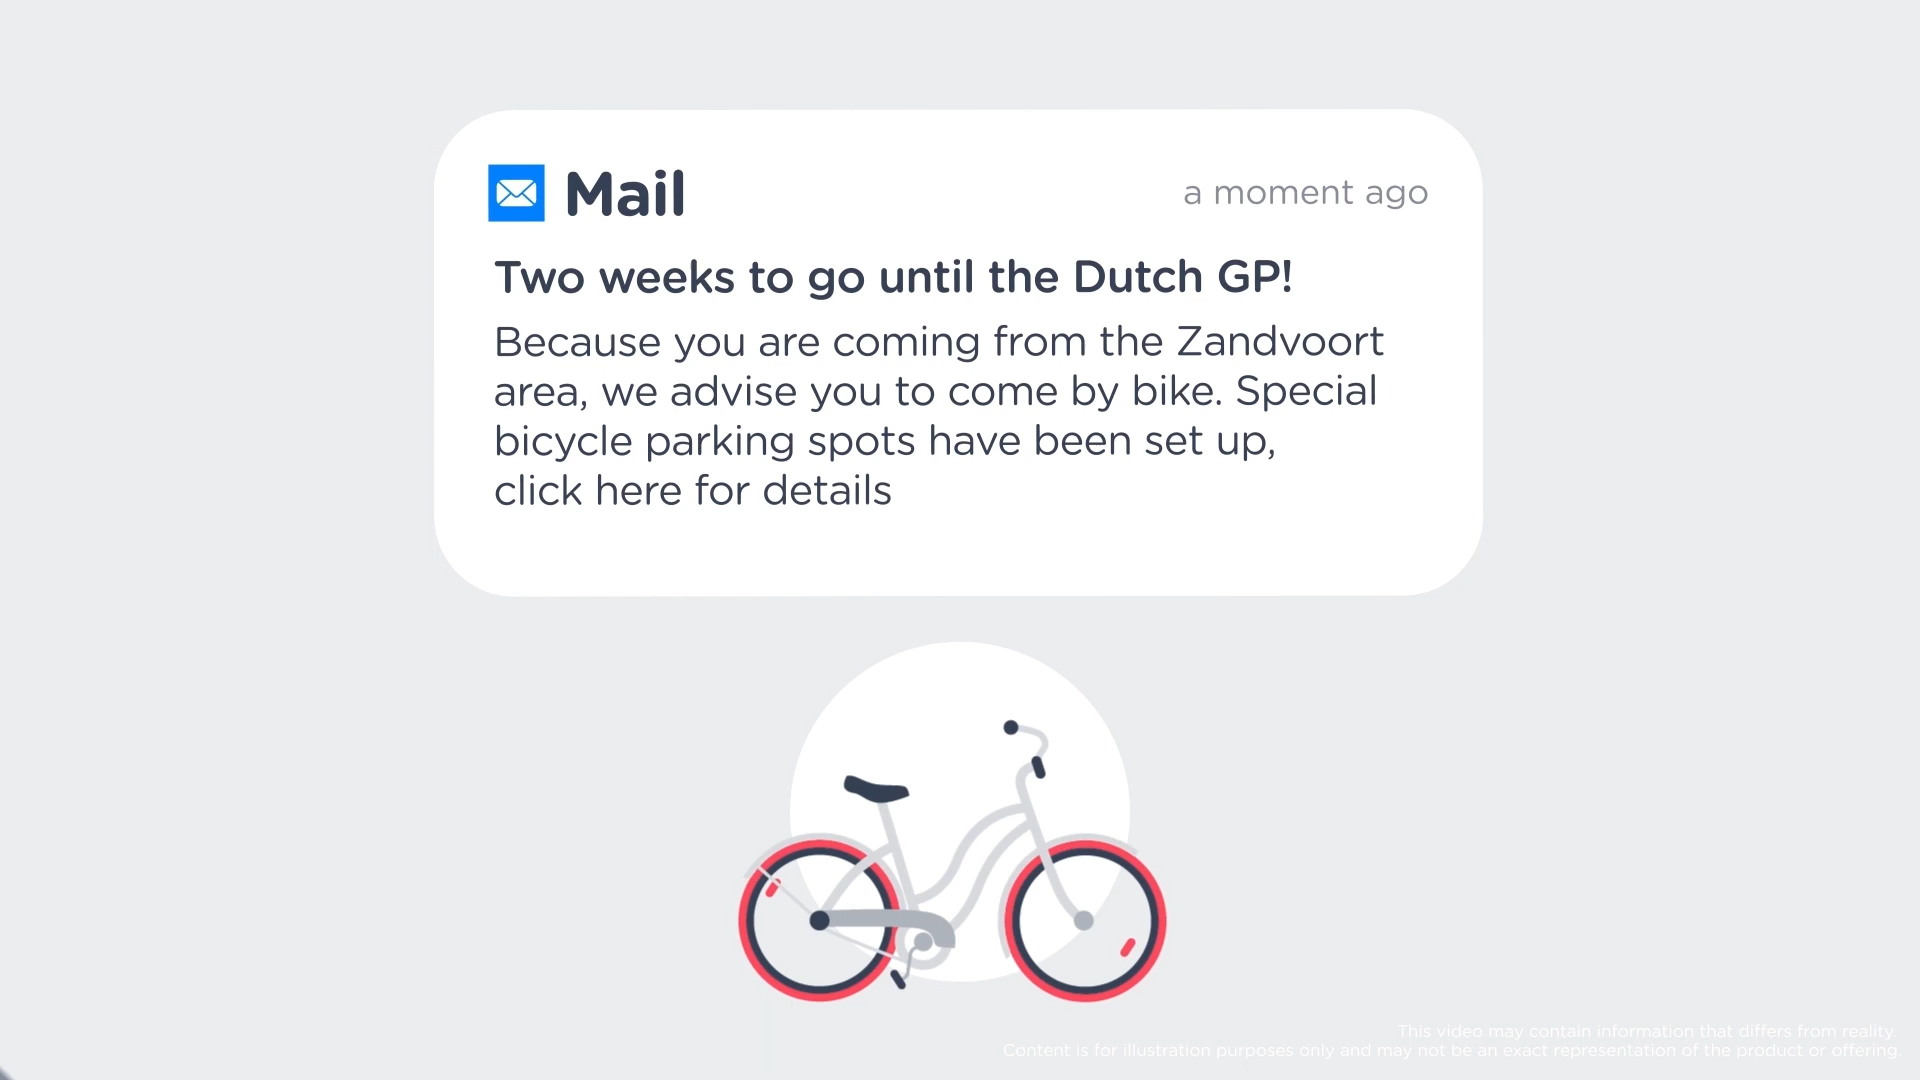 Mail
a moment ago
Two weeks to go until the Dutch GP!
Because you are coming from the Zandvoort
area, we advise you to come by bike. Special
bicycle parking spots have been set up,
click here for details
This video may contain information that differs from reality.
Content is for illustration purposes only and may not be an exact representation of the product or offering.